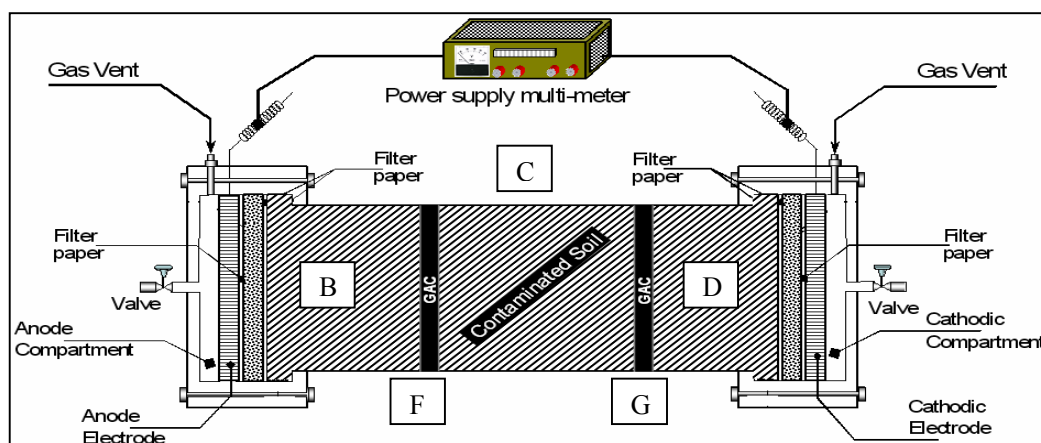 Gas Vent
Power supply multi-meter
Gas Vent
Filter
paper
C
Filter
paper
Filter
paper
Filter
paper
B
GAC
Contaminated Soil
GAC
D
Valve
Valve
Anode
Compartment
Cathodic
Compartment
F
G
Anode
Electrode
Cathodic
Electrode